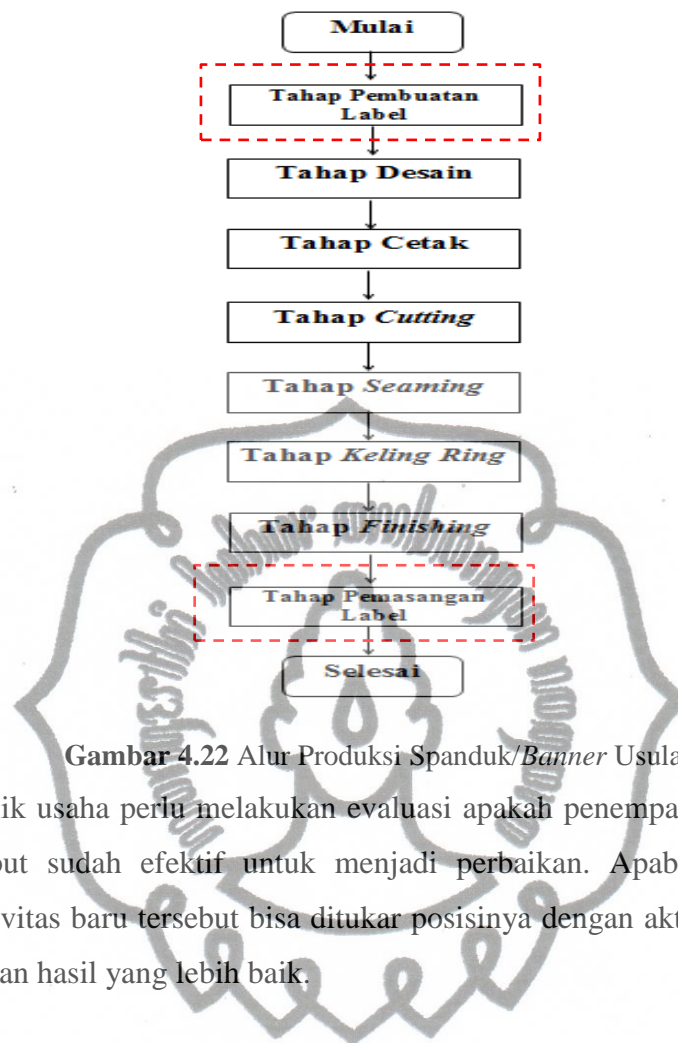 Mulai
Tahap Pembuatan
Label
Tahap Desain
Tahap Cetak
Tahap Cutting
Tahap Seaming
Tahap Keling Ring
Tahap Finishing
Tahap Pemasangan
Label
Selesai
Gambar 4.22 Alur Produksi Spanduk/Banner Usula
ik usaha perlu melakukan evaluasi apakah penempa
but sudah efektif untuk menjadi perbaikan. Apab
vitas baru tersebut bisa ditukar posisinya dengan akt
an hasil yang lebih baik.